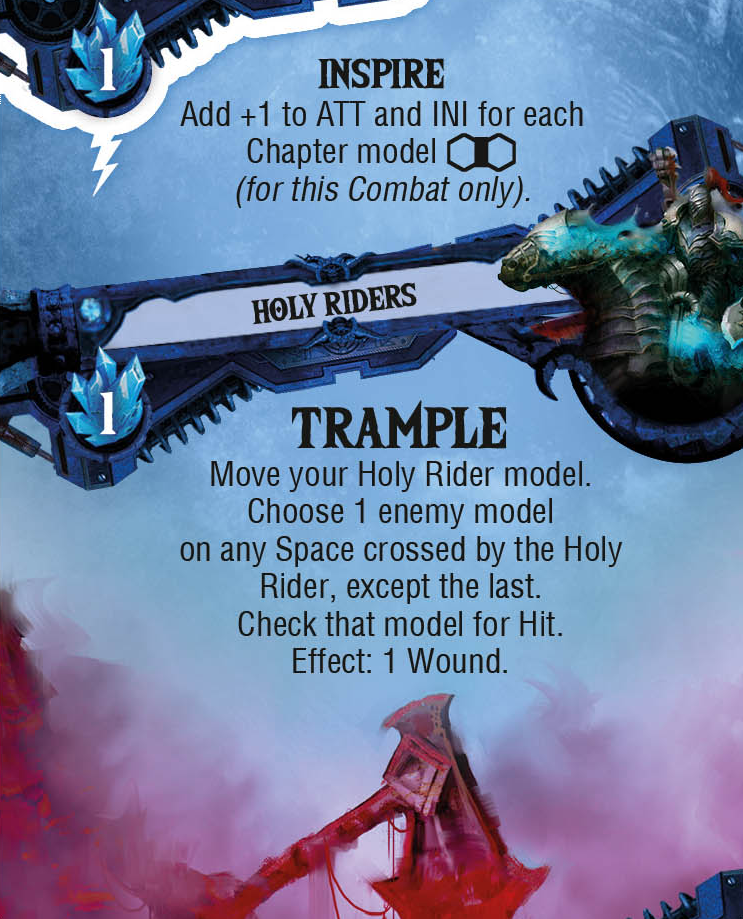 1
INSPIRE
Add +1 to ATT and INI for each
Chapter model
(for this Combat only).
HOLY RIDERS
1
TRAMPLE
Move your Holy Rider model.
Choose 1 enemy model
on any Space crossed by the Holy
Rider, except the last.
Check that model for Hit.
Effect: 1 Wound.